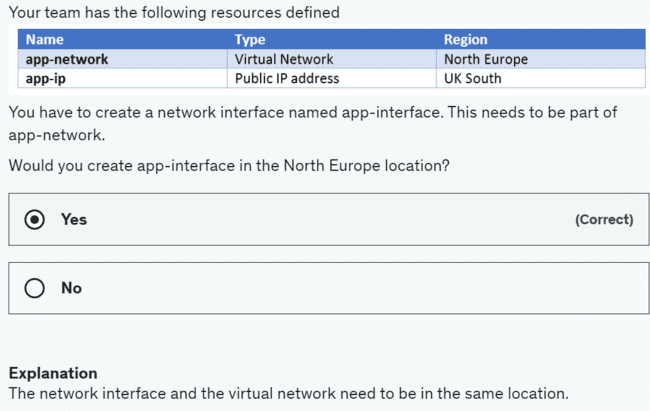 Your team has the following resources defined
Name Type Region
app-network Virtual Network North Europe
app-ip Public IP address UK South
You have to create a network interface named app-interface. This needs to be part of
app-network.
Would you create app-interface in the North Europe location?
Yes (Correct)
No
Explanation
The network interface and the virtual network need to be in the same location.